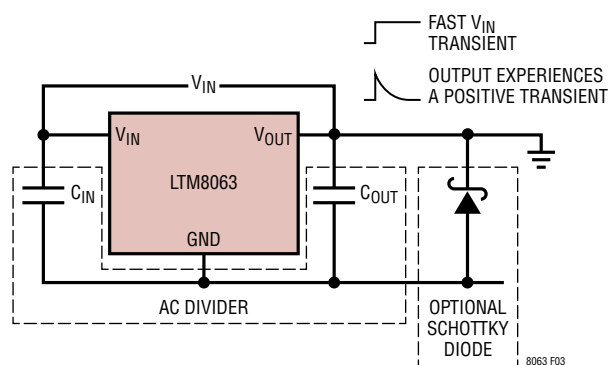 FAST VIN
TRANSIENT
OUTPUT EXPERIENCES
A POSITIVE TRANSIENT
VIN
VIN
VOUT
LTM8063
CIN
COUT
GND
AC DIVIDER
OPTIONAL
SCHOTTKY
DIODE
8063 F03